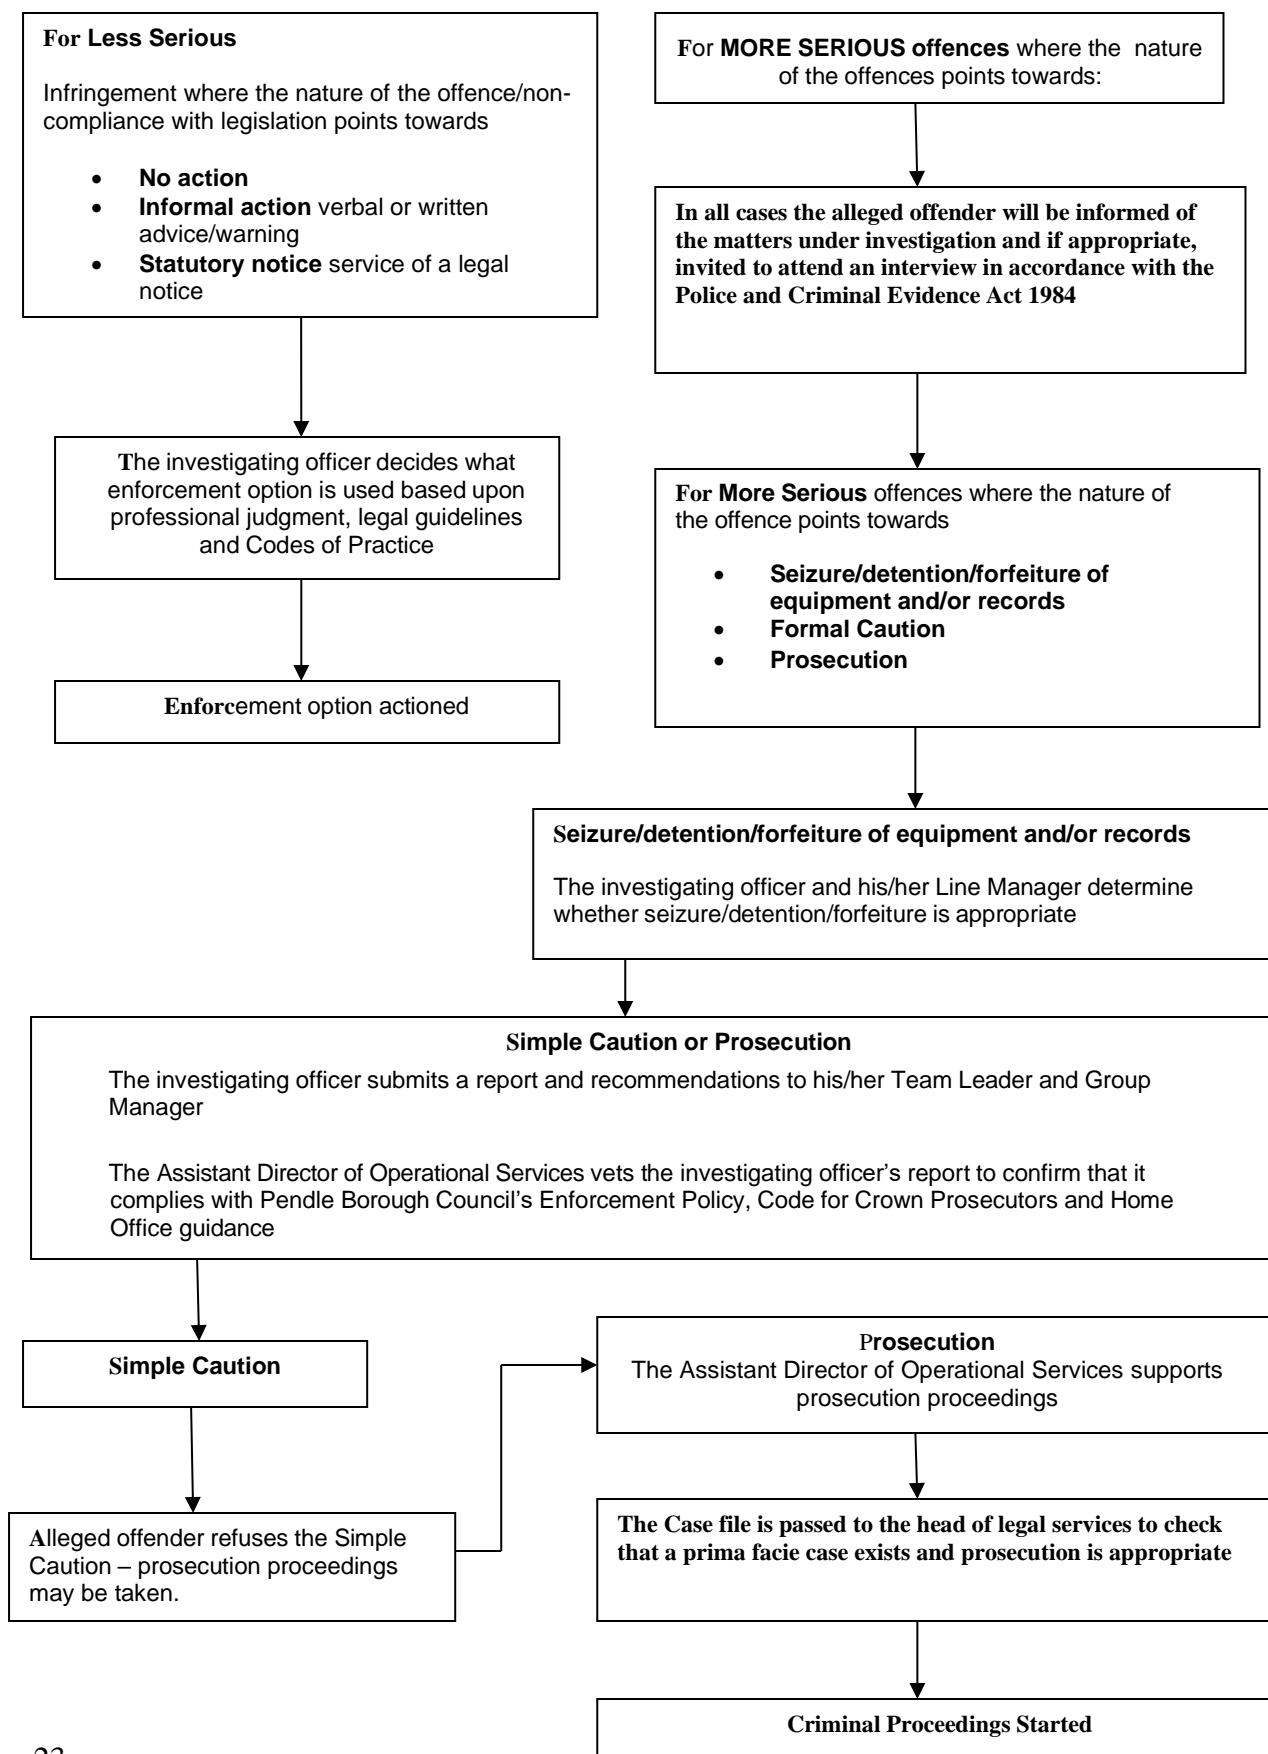 For Less Serious
Infringement where the nature of the offence/non-
compliance with legislation points towards
• No action
• Informal action verbal or written
advice/warning
• Statutory notice service of a legal
notice
The investigating officer decides what
enforcement option is used based upon
professional judgment, legal guidelines
and Codes of Practice
Enforcement option actioned
For MORE SERIOUS offences where the nature
of the offences points towards:
In all cases the alleged offender will be informed of
the matters under investigation and if appropriate,
invited to attend an interview in accordance with the
Police and Criminal Evidence Act 1984
For More Serious offences where the nature of
the offence points towards
• Seizure/detention/forfeiture of
equipment and/or records
• Formal Caution
• Prosecution
Seizure/detention/forfeiture of equipment and/or records
The investigating officer and his/her Line Manager determine
whether seizure/detention/forfeiture is appropriate
Simple Caution or Prosecution
The investigating officer submits a report and recommendations to his/her Team Leader and Group
Manager
The Assistant Director of Operational Services vets the investigating officer’s report to confirm that it
complies with Pendle Borough Council’s Enforcement Policy, Code for Crown Prosecutors and Home
Office guidance
Simple Caution
Alleged offender refuses the Simple
Caution – prosecution proceedings
may be taken.
Prosecution
The Assistant Director of Operational Services supports
prosecution proceedings
The Case file is passed to the head of legal services to check
that a prima facie case exists and prosecution is appropriate
Criminal Proceedings Started